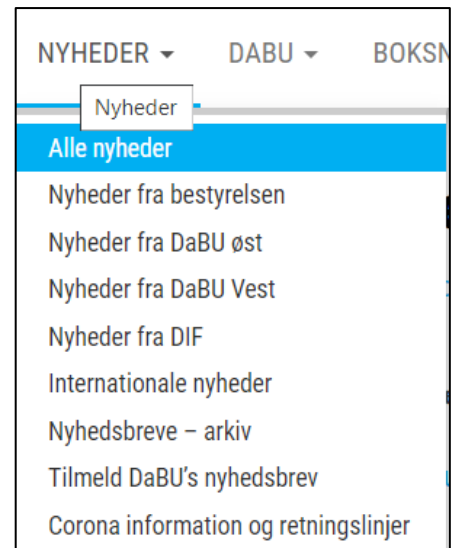 NYHEDER DABU BOKSN
Nyheder
Alle nyheder
Nyheder fra bestyrelsen
Nyheder fra DaBU øst
Nyheder fra DaBU Vest
Nyheder fra DIF
Internationale nyheder
Nyhedsbreve – arkiv
Tilmeld DaBU's nyhedsbrev
Corona information og retningslinjer